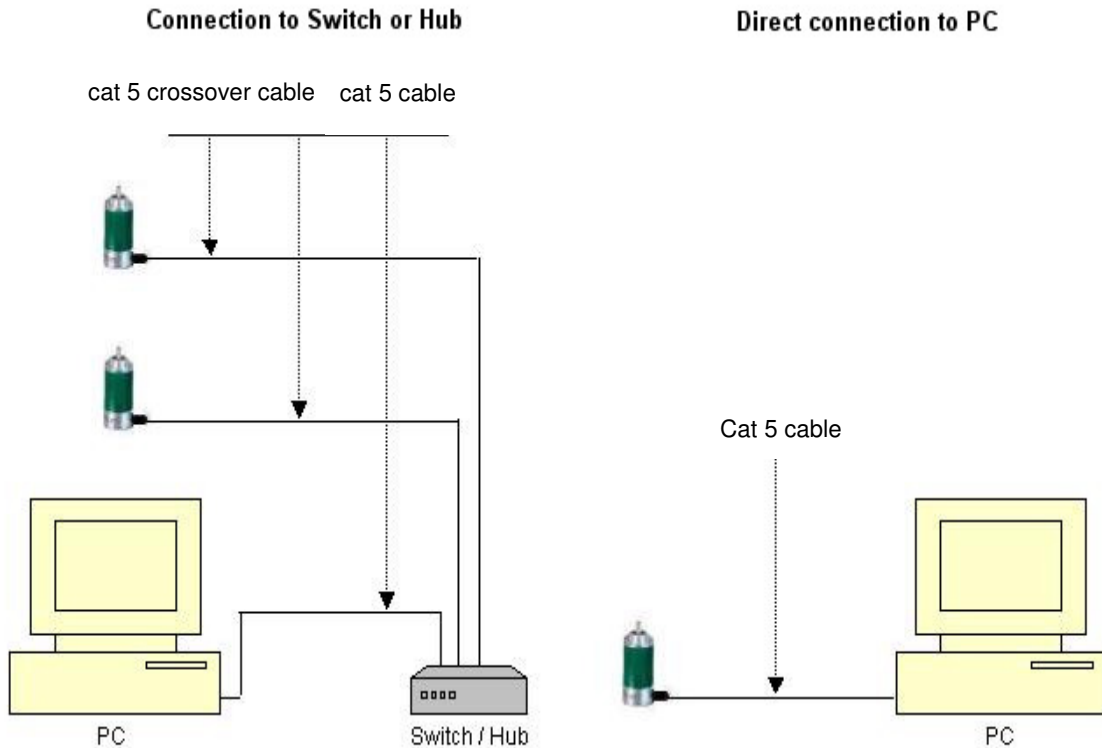 Connection to Switch or Hub
Direct connection to PC
cat 5 crossover cable
cat 5 cable
Cat 5 cable
PC
Switch / Hub
PC